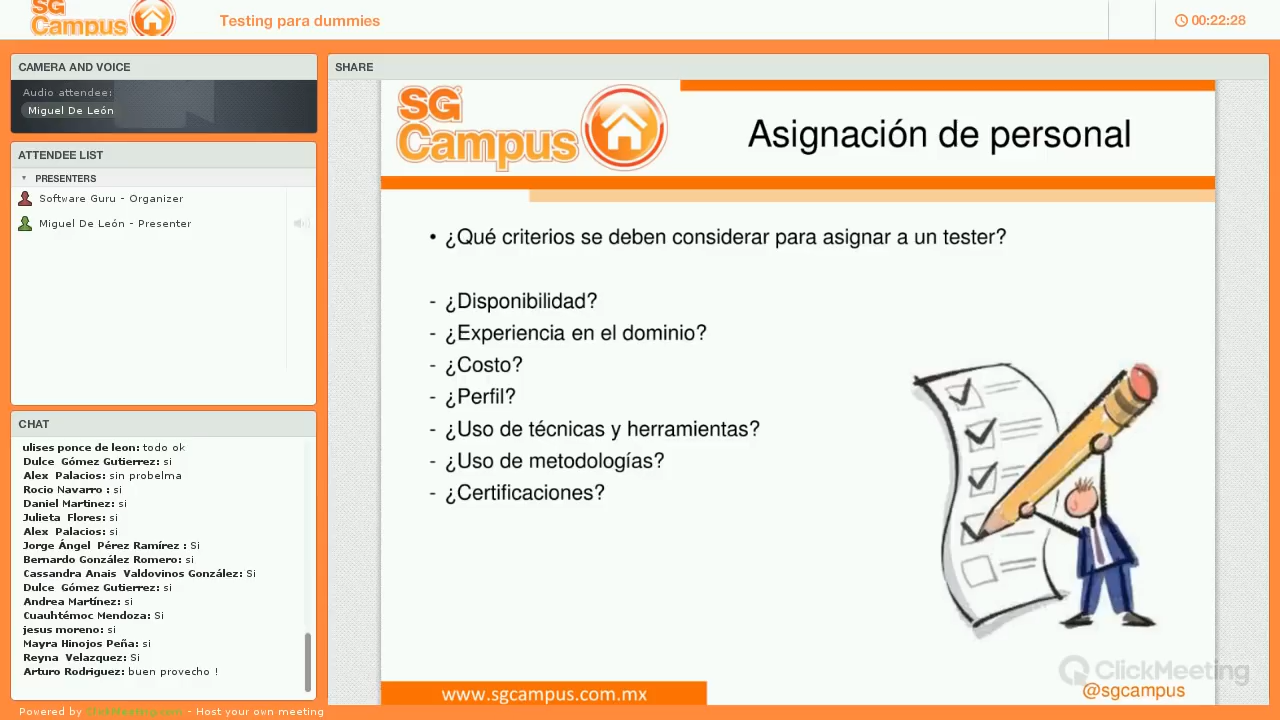 SG
Campus
Testing para dummies
00:22:28
CAMERA AND VOICE
Audio attendee:
Miguel De León
ATTENDEE LIST
PRESENTERS
Software Guru - Organizer
Miguel De León - Presenter
CHAT
ulises ponce de leon: todo ok
Dulce Gómez Gutierrez: si
Alex Palacios: sin probelma
Rocio Navarro : si
Daniel Martinez: si
Julieta Flores: si
Alex Palacios: si
Jorge Ángel Pérez Ramírez : Si
Bernardo González Romero: si
Cassandra Anais Valdovinos González: Si
Dulce Gómez Gutierrez: si
Andrea Martínez: si
Cuauhtémoc Mendoza: Si
jesus moreno: si
Mayra Hinojos Peña: si
Reyna Velazquez: Si
Arturo Rodríguez: buen provecho !
Powered by ClickMeeting.com - Host your own meeting
SHARE
SG
Campus
Asignación de personal
• ¿Qué criterios se deben considerar para asignar a un tester?
- ¿Disponibilidad?
- ¿Experiencia en el dominio?
- ¿Costo?
- ¿Perfil?
- ¿Uso de técnicas y herramientas?
- ¿Uso de metodologías?
- ¿Certificaciones?
ClickMeeting
www.sgcampus.com.mx
@sgcampus